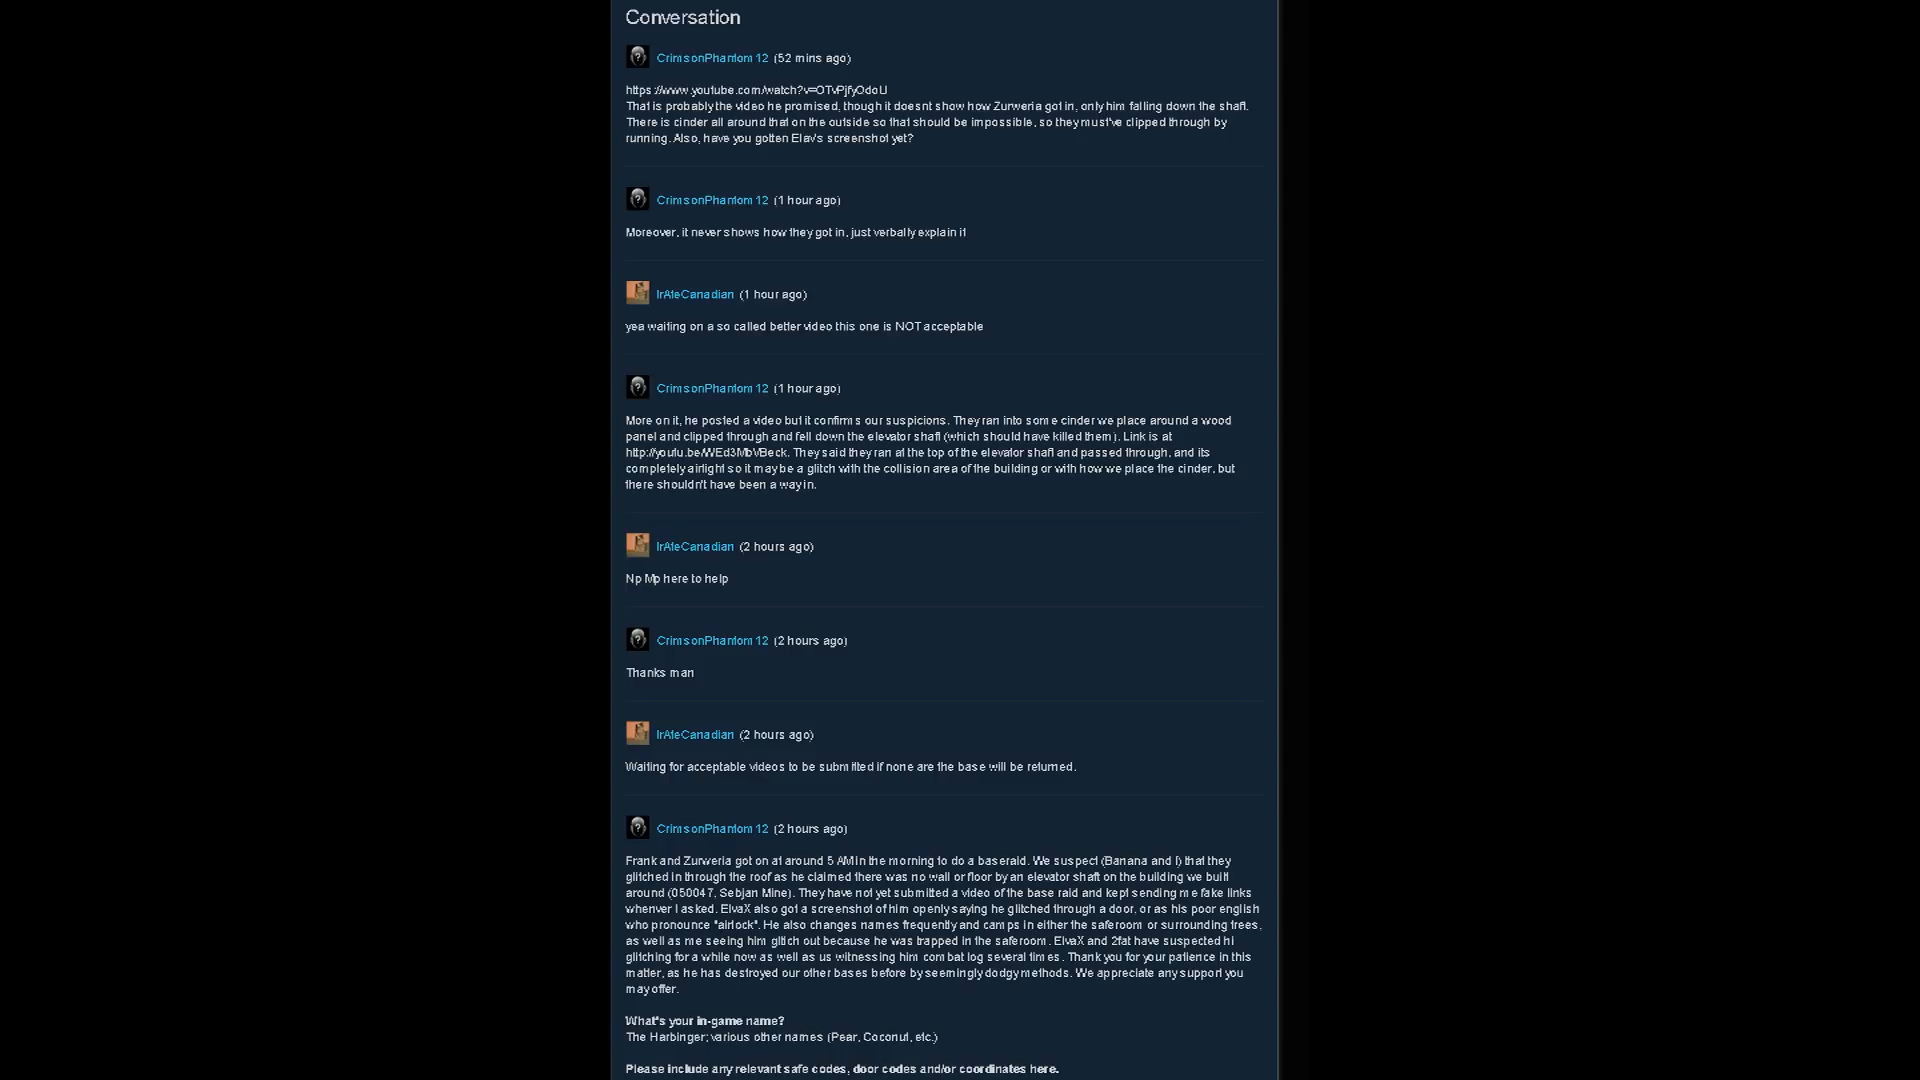 Conversation
CrimsonPhantom12 (52 mins ago)
https://www.youtube.com/watch?v=OTvPjfyOdoU
That is probably the video he promised, though it doesnt show how Zurweria got in, only him falling down the shaft.
There is cinder all around that on the outside so that should be impossible, so they must've clipped through by
running. Also, have you gotten Elav's screenshot yet?
CrimsonPhantom12 (1 hour ago)
Moreover, it never shows how they got in, just verbally explain it
IrAteCanadian (1 hour ago)
yea waiting on a so called better video this one is NOT acceptable
CrimsonPhantom12 (1 hour ago)
More on it, he posted a video but it confirms our suspicions. They ran into some cinder we place around a wood
panel and clipped through and fell down the elevator shaft (which should have killed them). Link is at
http://youtu.be/WEd3MbVBeck. They said they ran at the top of the elevator shaft and passed through, and its
completely airtight so it may be a glitch with the collision area of the building or with how we place the cinder, but
there shouldn't have been a way in.
IrAteCanadian (2 hours ago)
Np Mp here to help
CrimsonPhantom12 (2 hours ago)
Thanks man
IrAteCanadian (2 hours ago)
Waiting for acceptable videos to be submitted if none are the base will be returned.
CrimsonPhantom12 (2 hours ago)
Frank and Zurweria got on at around 5 AM in the morning to do a baseraid. We suspect (Banana and I) that they
glitched in through the roof as he claimed there was no wall or floor by an elevator shaft on the building we built
around (050047, Sebjan Mine). They have not yet submitted a video of the base raid and kept sending me fake links
whenver I asked. ElvaX also got a screenshot of him openly saying he glitched through a door, or as his poor english
who pronounce "airlock". He also changes names frequently and camps in either the saferoom or surrounding trees,
as well as me seeing him glitch out because he was trapped in the saferoom. ElvaX and 2fat have suspected hi
glitching for a while now as well as us witnessing him combat log several times. Thank you for your patience in this
matter, as he has destroyed our other bases before by seemingly dodgy methods. We appreciate any support you
may offer.
What's your in-game name?
The Harbinger; various other names (Pear, Coconut, etc.)
Please include any relevant safe codes, door codes and/or coordinates here.